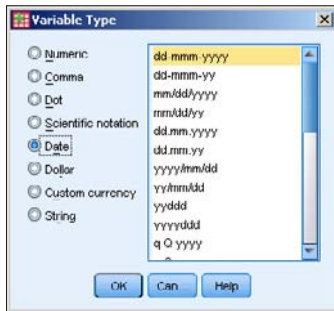 Variable Type
Numeric
Comma
Dot
Scientific notation
Date
Dollar
Custom currency
String
dd-mmm-yyyy
dd-mmm-yy
mm/dd/yyyy
mm/dd/yy
dd.mm.yyyy
dd.mm.yy
yyyy/mm/dd
yy/mm/dd
yyddd
yyyyddd
q Q yyyy
OK
Can...
Help